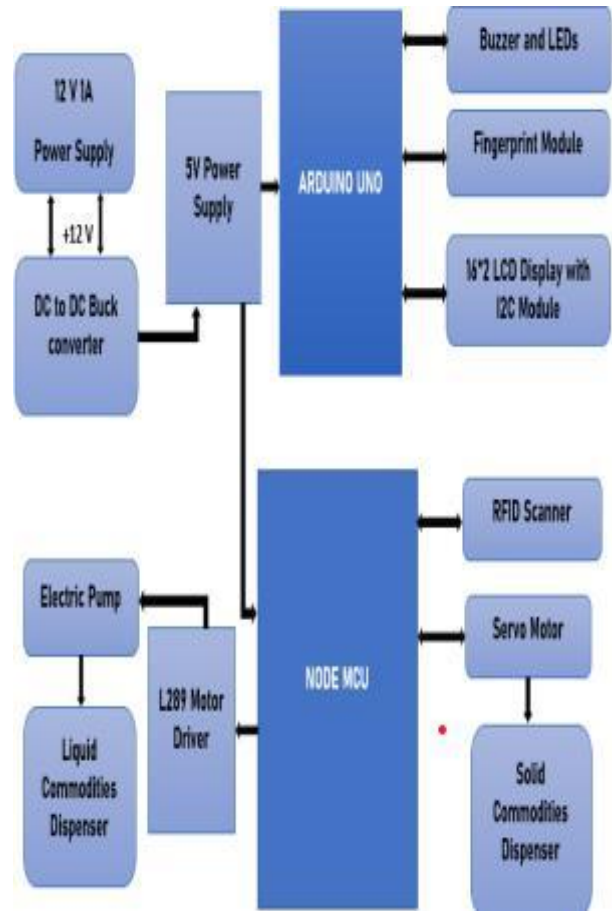 12 V 1A
Power Supply
+12 V
DC to DC Buck
converter
5V Power
Supply
ARDUINO UNO
Buzzer and LEDs
Fingerprint Module
16*2 LCD Display with
I2C Module
Electric Pump
Liquid
Commodities
Dispenser
L289 Motor
Driver
NODE MCU
RFID Scanner
Servo Motor
Solid
Commodities
Dispenser